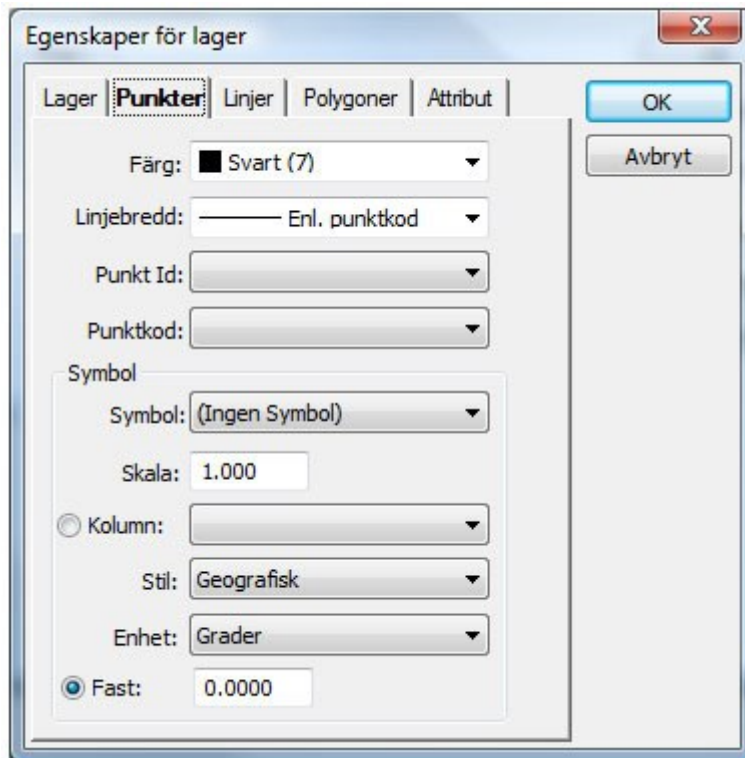 Egenskaper för lager
Lager Punkter Linjer Polygoner Attribut
OK
Avbryt
Färg: Svart (7)
Linjebredd: Enl. punktkod
Punkt Id:
Punktkod:
Symbol
Symbol: (Ingen Symbol)
Skala: 1.000
Kolumn:
Stil: Geografisk
Enhet: Grader
Fast: 0.0000